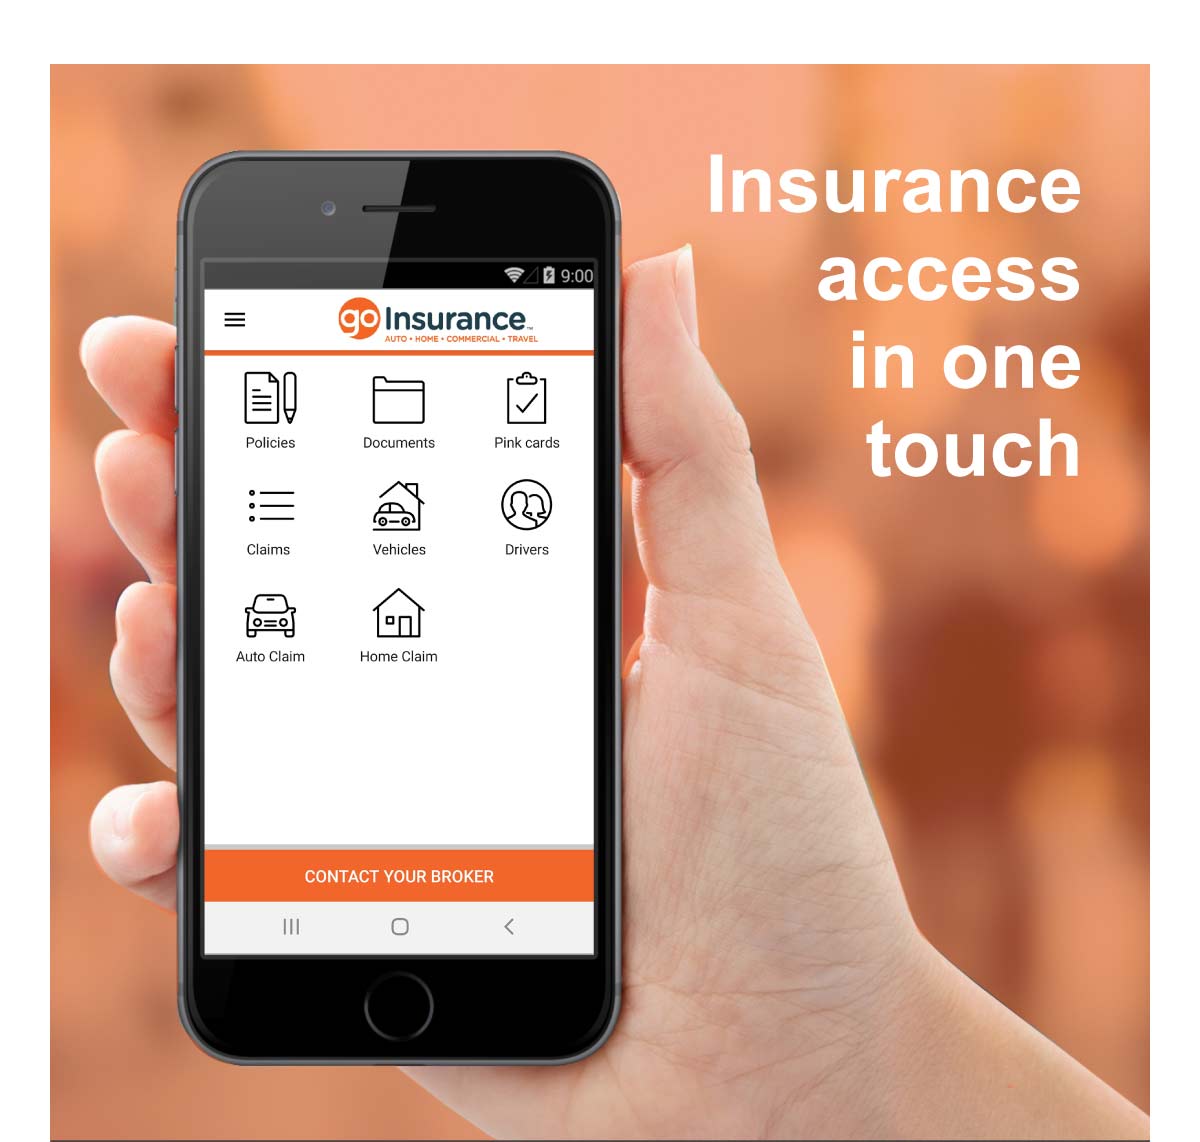 Insurance
access
in one
touch
9:00
go Insurance™
AUTO • HOME • COMMERCIAL • TRAVEL
Policies Documents Pink cards
Claims Vehicles Drivers
Auto Claim Home Claim
CONTACT YOUR BROKER